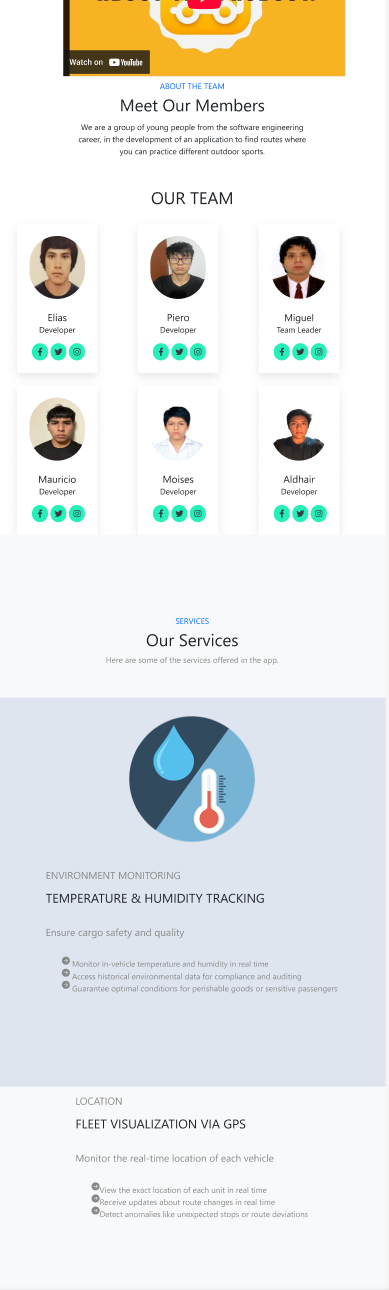 Watch on YouTube
ABOUT THE TEAM
Meet Our Members
We are a group of young people from the software engineering
career, in the development of an application to find routes where
you can practice different outdoor sports.
OUR TEAM
Elias
Developer
Piero
Developer
Miguel
Team Leader
Mauricio
Developer
Moises
Developer
Aldhair
Developer
SERVICES
Our Services
Here are some of the services offered in the app.
ENVIRONMENT MONITORING
TEMPERATURE & HUMIDITY TRACKING
Ensure cargo safety and quality
Monitor in-vehicle temperature and humidity in real time
Access historical environmental data for compliance and auditing
Guarantee optimal conditions for perishable goods or sensitive passengers
LOCATION
FLEET VISUALIZATION VIA GPS
Monitor the real-time location of each vehicle
View the exact location of each unit in real time
Receive updates about route changes in real time
Detect anomalies like unexpected stops or route deviations